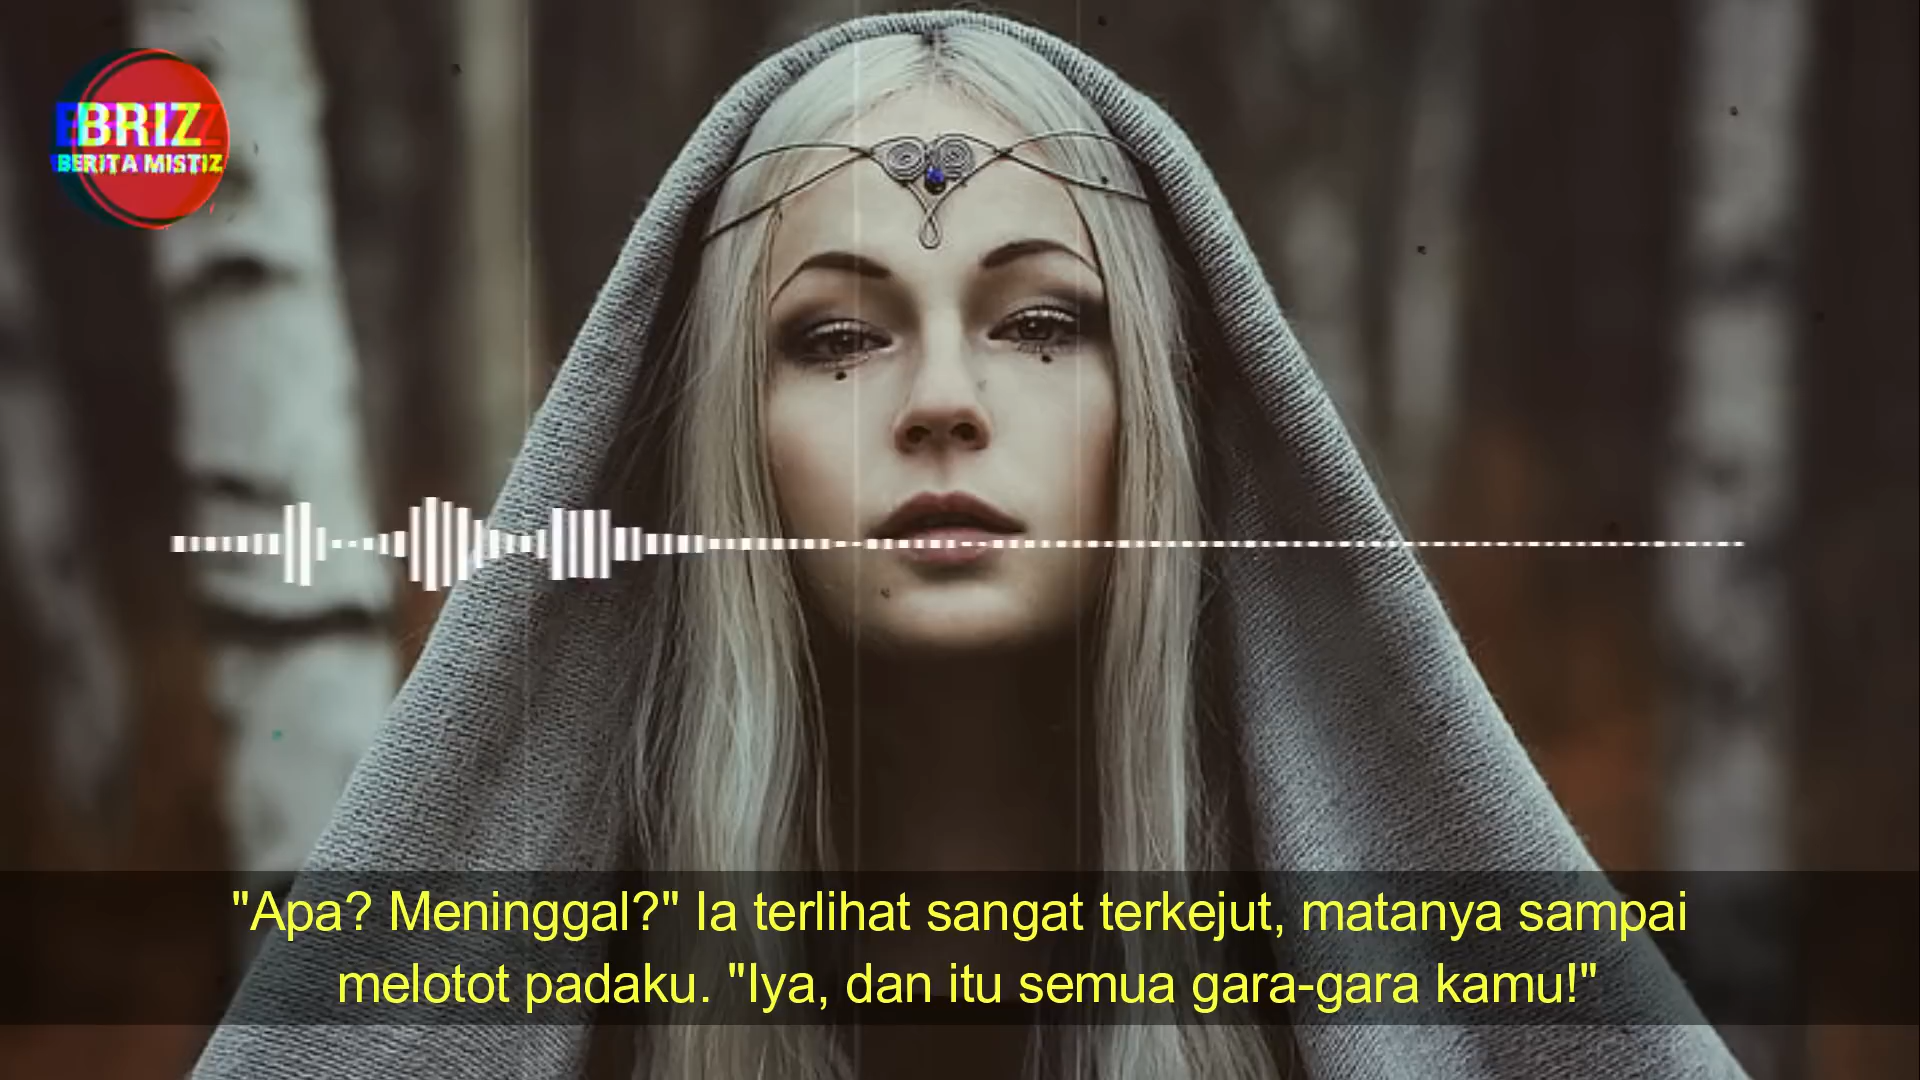 BRIZ
BERITA MISTIZ
"Apa? Meninggal?" Ia terlihat sangat terkejut, matanya sampai
melotot padaku. "Iya, dan itu semua gara-gara kamu!"